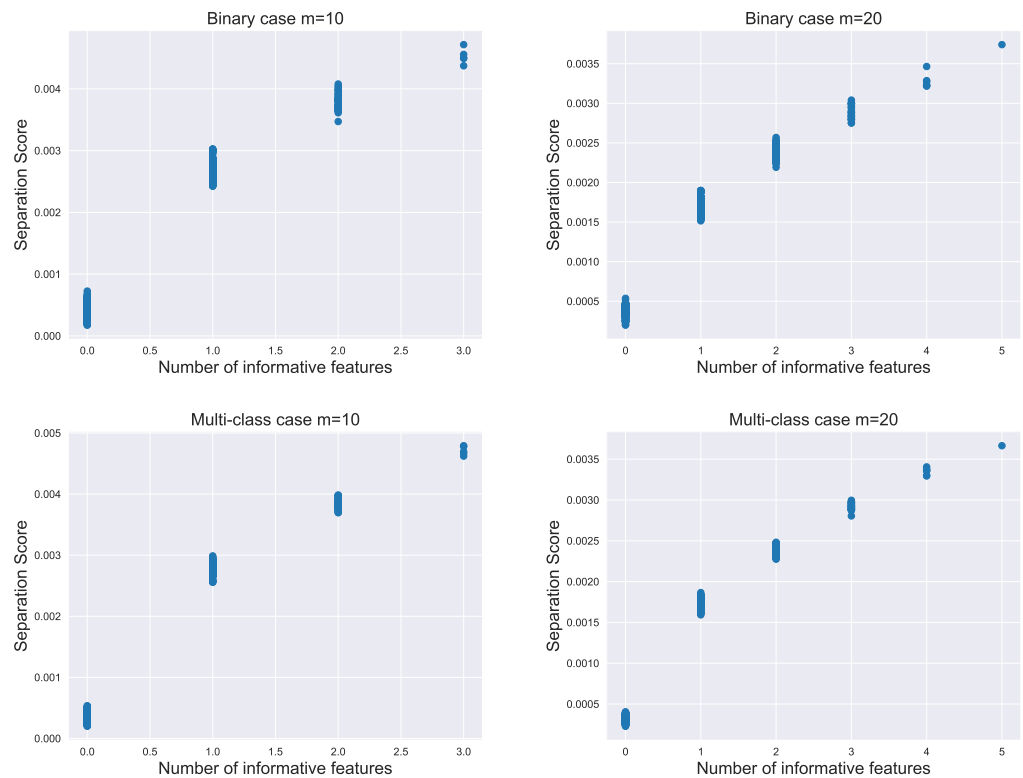 Binary case m=10
Separation Score
0.004
0.003
0.002
0.001
0.000
0.0 0.5 1.0 1.5 2.0 2.5 3.0
Number of informative features
Binary case m=20
Separation Score
0.0035
0.0030
0.0025
0.0020
0.0015
0.0010
0.0005
0 1 2 3 4 5
Number of informative features
Multi-class case m=10
Separation Score
0.005
0.004
0.003
0.002
0.001
0.000
0.0 0.5 1.0 1.5 2.0 2.5 3.0
Number of informative features
Multi-class case m=20
Separation Score
0.0035
0.0030
0.0025
0.0020
0.0015
0.0010
0.0005
0 1 2 3 4 5
Number of informative features